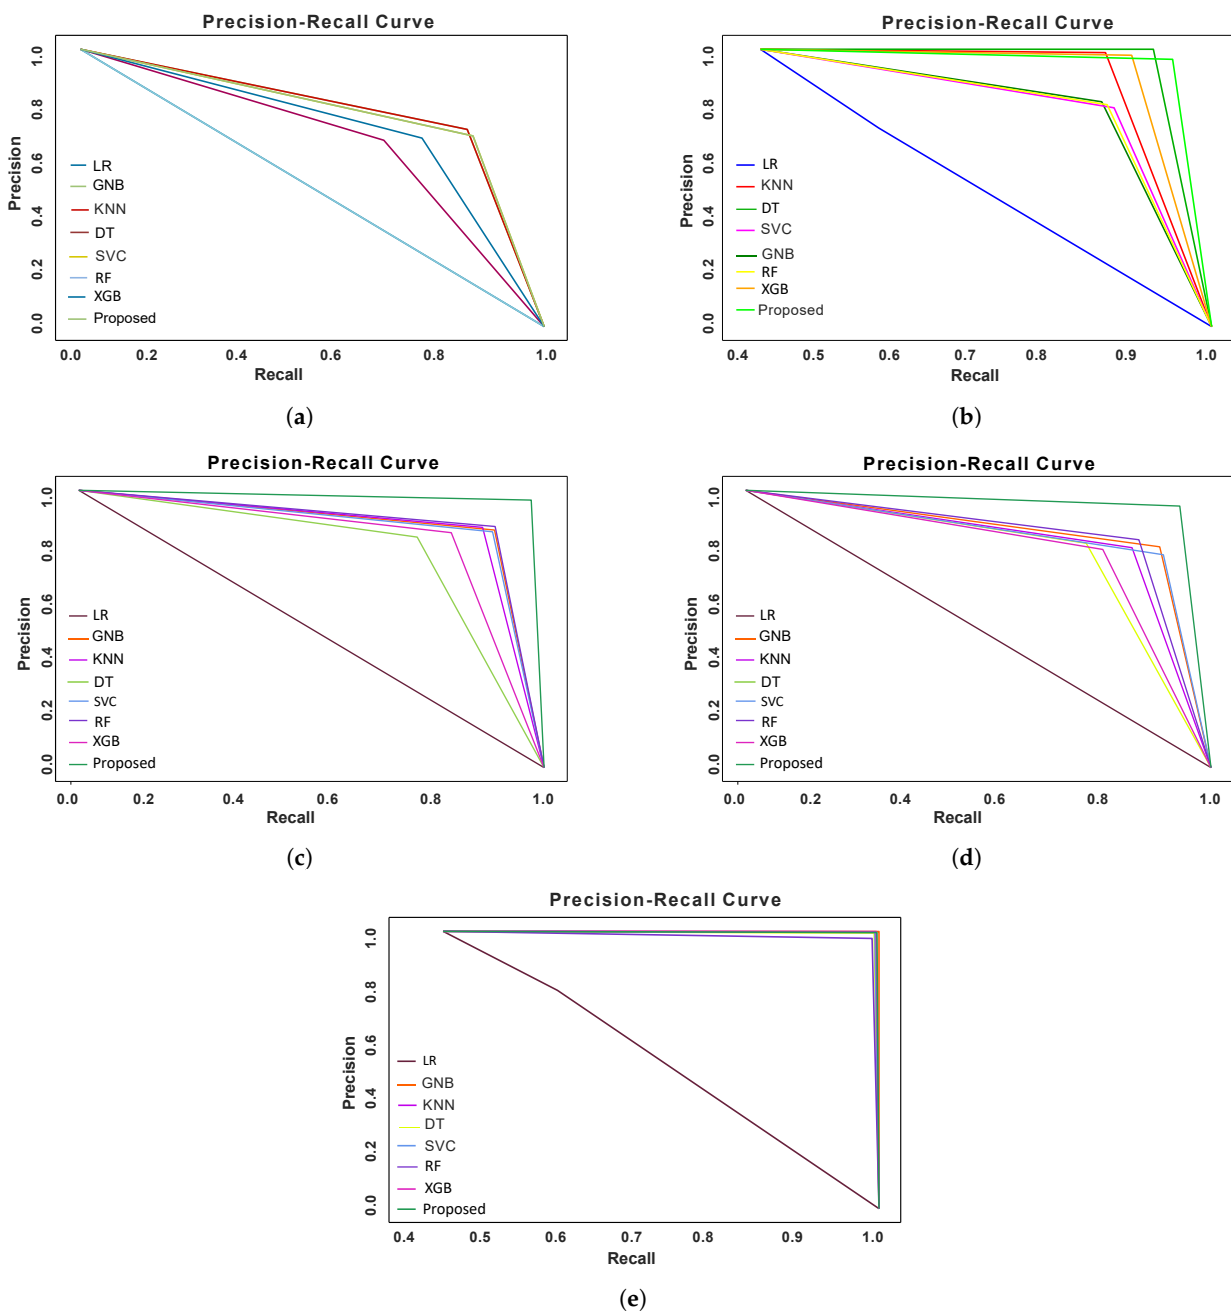 Precision-Recall Curve
Precision
1.0
0.8
0.6
0.4
0.2
0.0
LR
GNB
KNN
DT
SVC
RF
XGB
Proposed
0.0 0.2 0.4 0.6 0.8 1.0
Recall
(a)
Precision-Recall Curve
Precision
1.0
0.8
0.6
0.4
0.2
0.0
LR
KNN
DT
SVC
GNB
RF
XGB
Proposed
0.4 0.5 0.6 0.7 0.8 0.9 1.0
Recall
(b)
Precision-Recall Curve
Precision
1.0
0.8
0.6
0.4
0.2
0.0
LR
GNB
KNN
DT
SVC
RF
XGB
Proposed
0.0 0.2 0.4 0.6 0.8 1.0
Recall
(c)
Precision-Recall Curve
Precision
1.0
0.8
0.6
0.4
0.2
0.0
LR
GNB
KNN
DT
SVC
RF
XGB
Proposed
0.0 0.2 0.4 0.6 0.8 1.0
Recall
(d)
Precision-Recall Curve
Precision
1.0
0.8
0.6
0.4
0.2
0.0
LR
GNB
KNN
DT
SVC
RF
XGB
Proposed
0.4 0.5 0.6 0.7 0.8 0.9 1.0
Recall
(e)